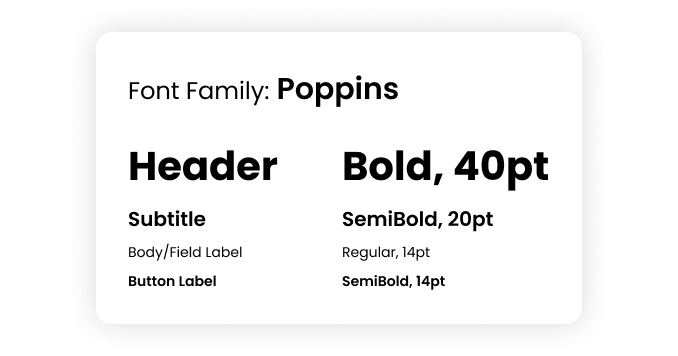 Font Family: Poppins
Header Bold, 40pt
Subtitle SemiBold, 20pt
Body/Field Label Regular, 14pt
Button Label SemiBold, 14pt